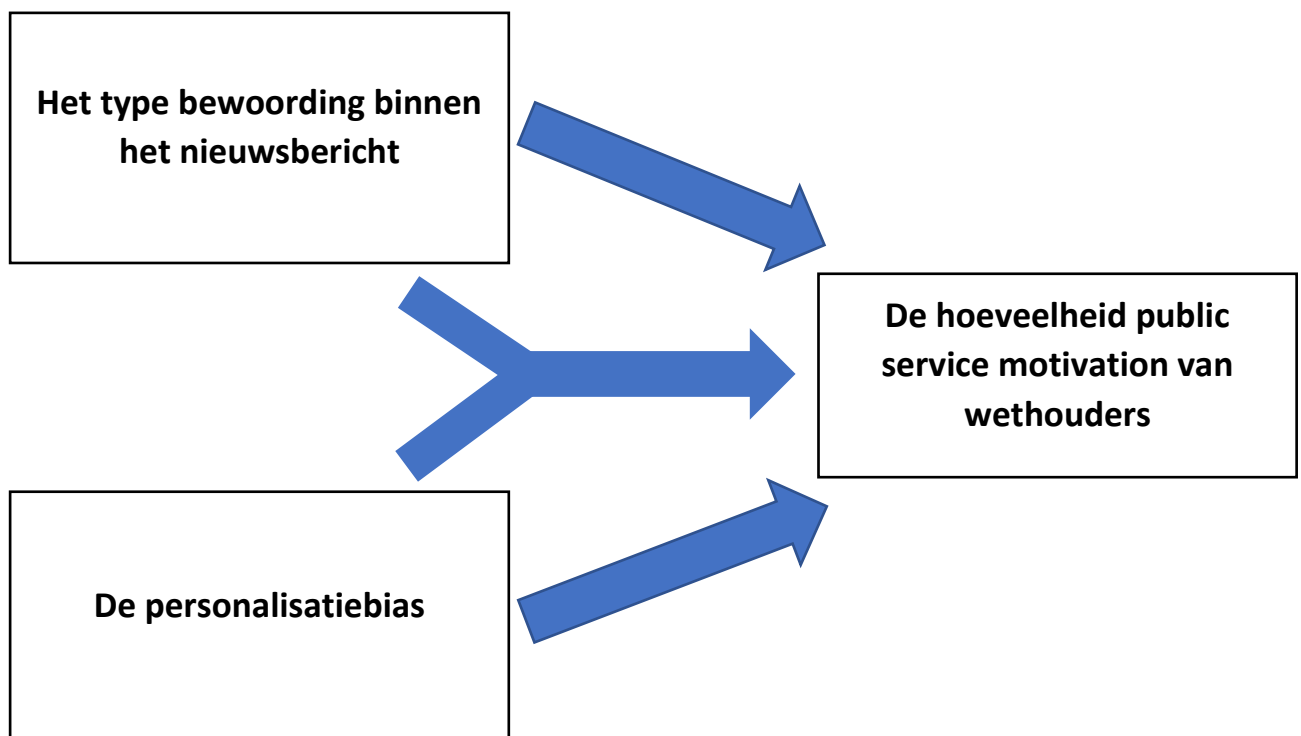 Het type bewoording binnen
het nieuwsbericht
De hoeveelheid public
service motivation van
wethouders
De personalisatiebias